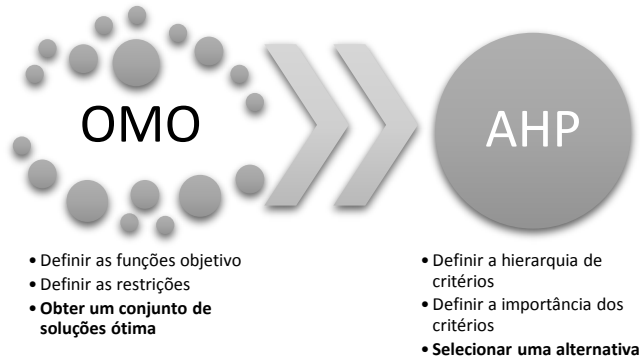 OMO
• Definir as funções objetivo
• Definir as restrições
• Obter um conjunto de
soluções ótima
AHP
• Definir a hierarquia de
critérios
• Definir a importância dos
critérios
• Selecionar uma alternativa